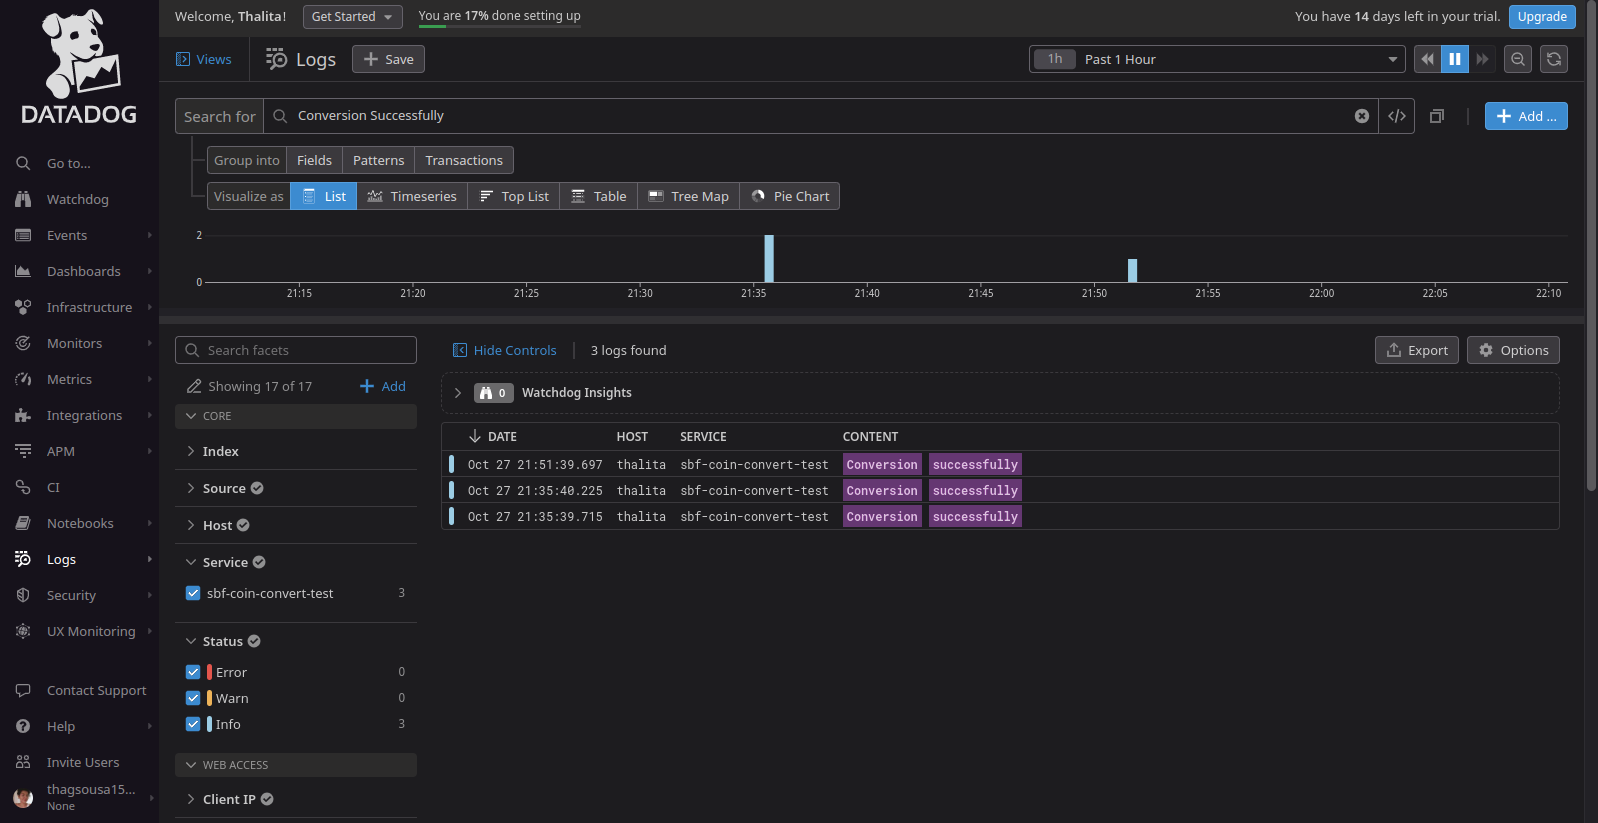 DATADOG
Go to...
Watchdog
Events
Dashboards
Infrastructure
Monitors
Metrics
Integrations
APM
CI
Notebooks
Logs
Security
UX Monitoring
Contact Support
Help
Invite Users
thagsousa15...
None
Welcome, Thalita!
Get Started
You are 17% done setting up
You have 14 days left in your trial.
Upgrade
Views
Logs
Save
1h Past 1 Hour
Search for
Conversion Successfully
</>
Add ...
Group into Fields Patterns Transactions
Visualize as List Timeseries Top List Table Tree Map Pie Chart
2
0
21:15 21:20 21:25 21:30 21:35 21:40 21:45 21:50 21:55 22:00 22:05 22:10
Search facets
Showing 17 of 17
Add
CORE
Index
Source
Host
Service
sbf-coin-convert-test 3
Status
Error 0
Warn 0
Info 3
WEB ACCESS
Client IP
Hide Controls
3 logs found
Export
Options
0 Watchdog Insights
DATE HOST SERVICE CONTENT
Oct 27 21:51:39.697 thalita sbf-coin-convert-test Conversion successfully
Oct 27 21:35:40.225 thalita sbf-coin-convert-test Conversion successfully
Oct 27 21:35:39.715 thalita sbf-coin-convert-test Conversion successfully